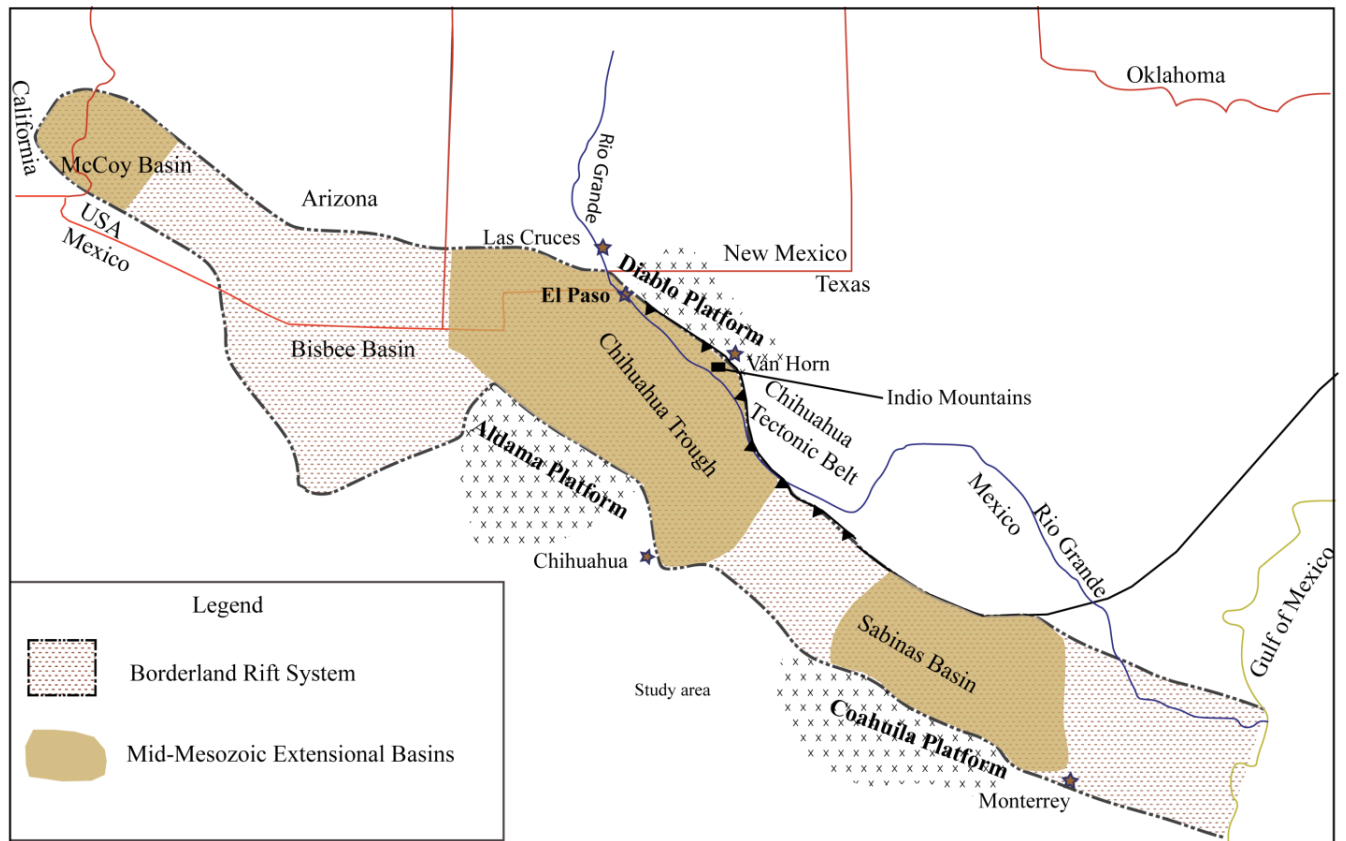 Oklahoma
California
McCoy Basin
Arizona
USA
Mexico
Rio Grande
Las Cruces
New Mexico
Texas
Diablo Platform
El Paso
Bisbee Basin
Van Horn
Indio Mountains
Chihuahua Trough
Chihuahua
Tectonic Belt
Aldama Platform
Mexico
Rio Grande
Chihuahua
Gulf of Mexico
Sabinas Basin
Study area
Coahuila Platform
Monterrey
Legend
Borderland Rift System
Mid-Mesozoic Extensional Basins